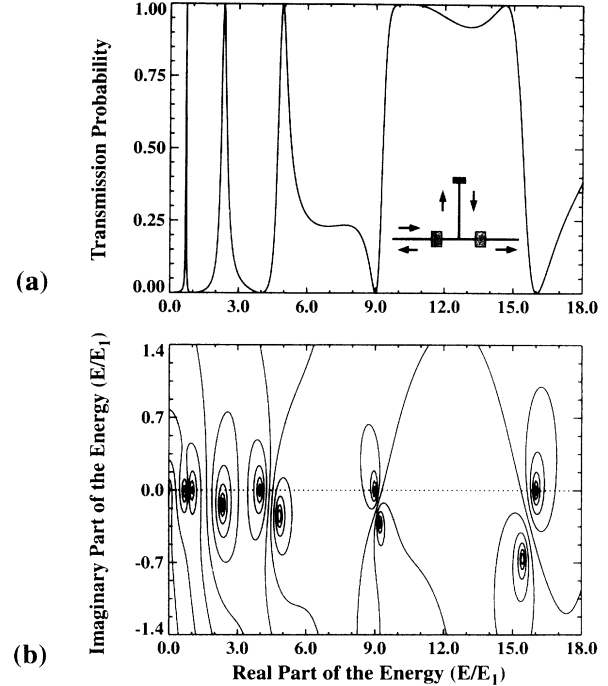 1.00
0.75
0.50
0.25
0.00
Transmission Probability
(a)
0.0 3.0 6.0 9.0 12.0 15.0 18.0
1.4
0.7
0.0
-0.7
-1.4
Imaginary Part of the Energy (E/E₁)
0.0 3.0 6.0 9.0 12.0 15.0 18.0
(b)
Real Part of the Energy (E/E₁)